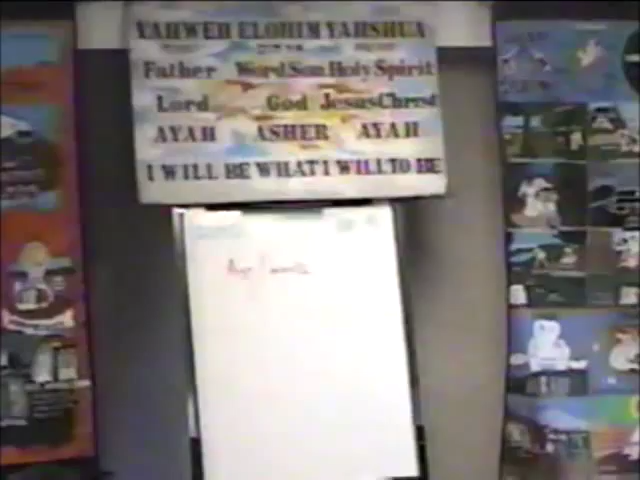 YAHWEH ELOHIM YAHSHUA
Father Word Son Holy Spirit
Lord God Jesus Christ
AYAH ASHER AYAH
I WILL BE WHAT I WILL TO BE